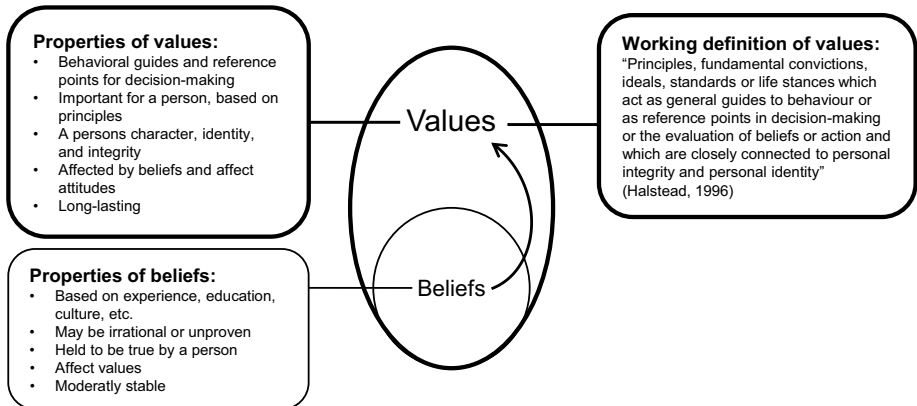 Properties of values:
• Behavioral guides and reference
points for decision-making
• Important for a person, based on
principles
• A persons character, identity,
and integrity
• Affected by beliefs and affect
attitudes
• Long-lasting
Properties of beliefs:
• Based on experience, education,
culture, etc.
• May be irrational or unproven
• Held to be true by a person
• Affect values
• Moderatly stable
Values
Beliefs
Working definition of values:
“Principles, fundamental convictions,
ideals, standards or life stances which
act as general guides to behaviour or
as reference points in decision-making
or the evaluation of beliefs or action and
which are closely connected to personal
integrity and personal identity”
(Halstead, 1996)